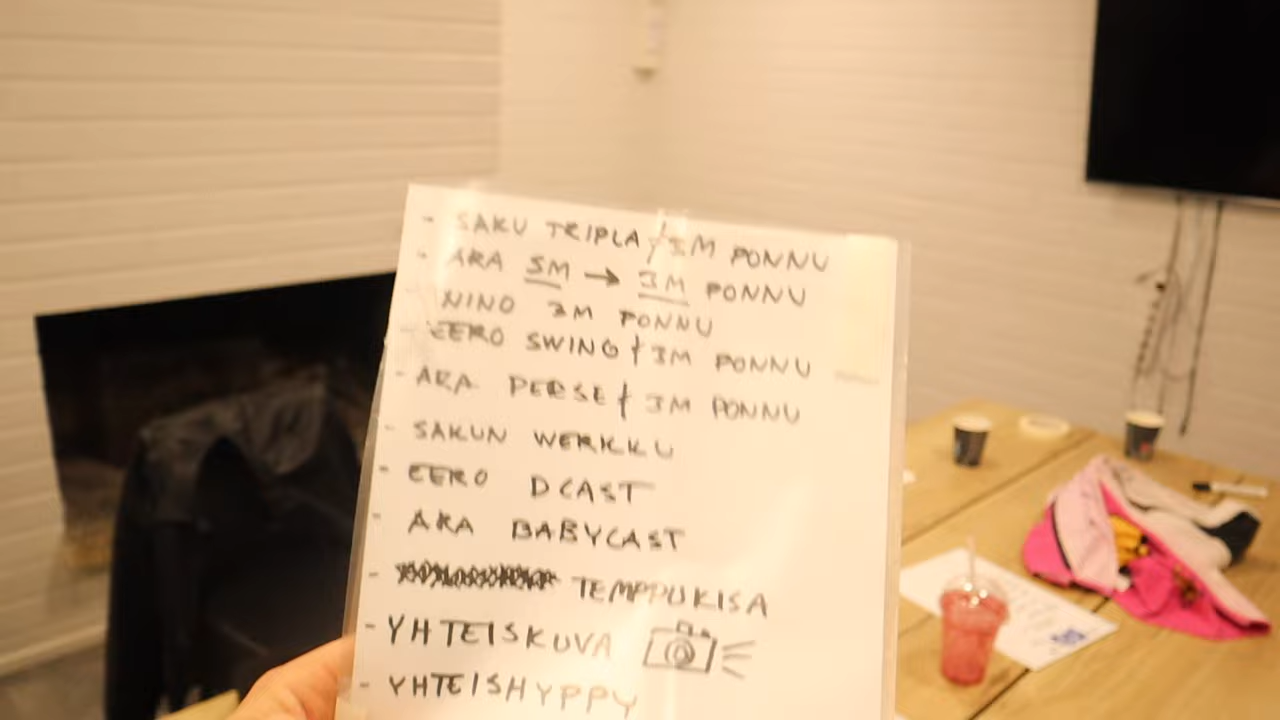 - SAKU TRIPLA / 3M PONNU
- ARA 5M → 3M PONNU
NINO 3M PONNU
- EERO SWING / 3M PONNU
- ARA PERSE / 3M PONNU
- SAKUN WERKKU
- EERO DCAST
- ARA BABYCAST
- TEMPPUKISA
- YHTEISKUVA
- YHTEISHYPPY